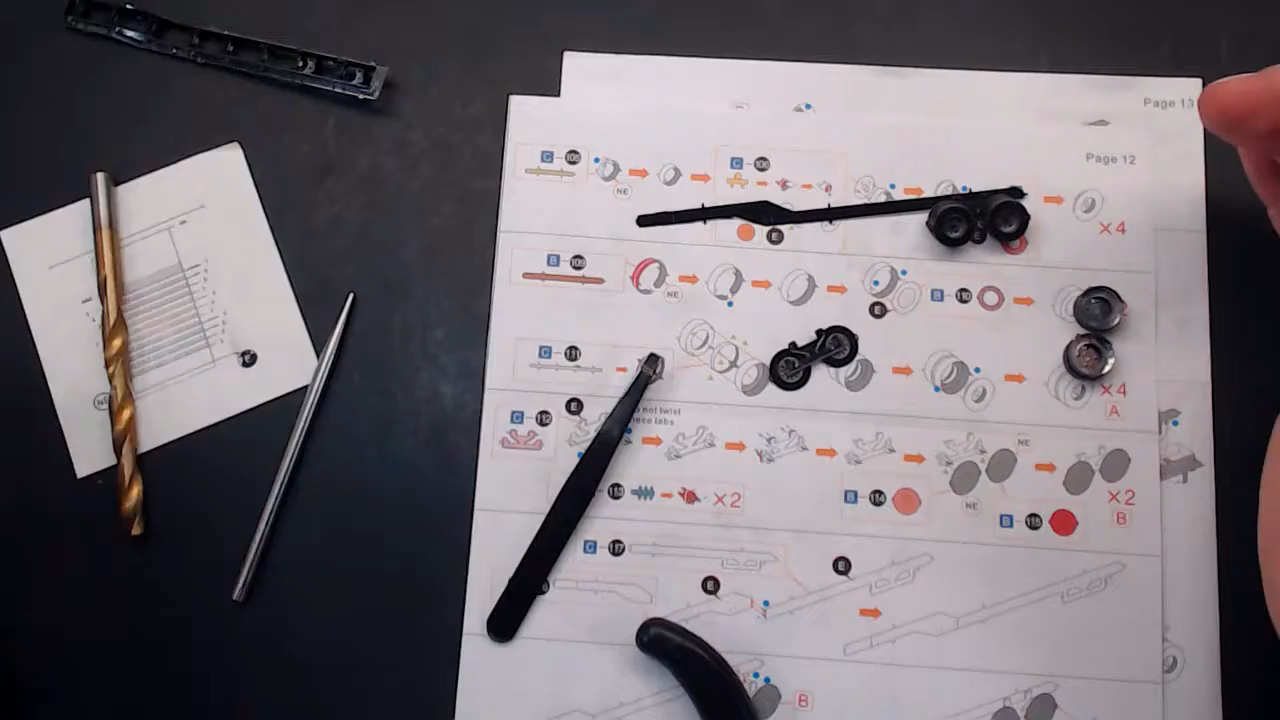 Page 13
Page 12
C 105
C 106
NE
E
×4
B 109
NE
B 110
E
C 111
×4
A
C 112
E
not twist
tabs
NE
113
×2
B 114
NE
B 115
×2
B
C 117
E
E
B